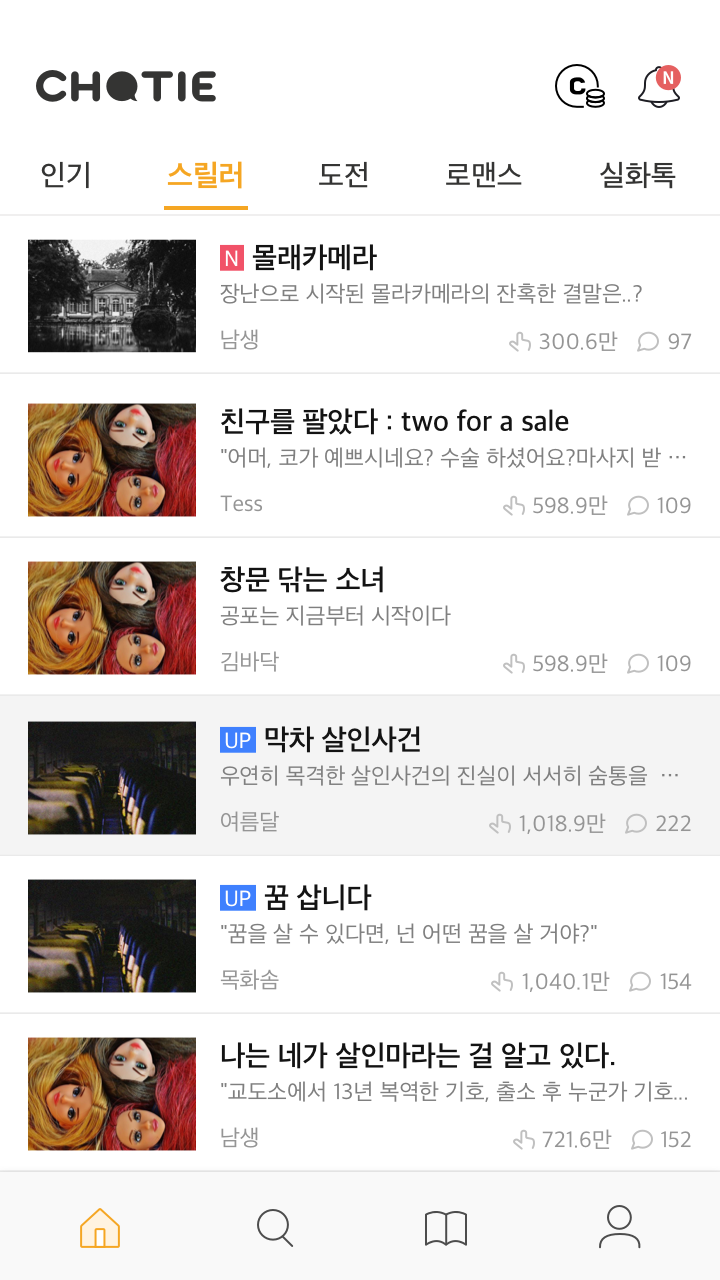 CHOTIE
C
N
인기 스릴러 도전 로맨스 실화톡
N 몰래카메라
장난으로 시작된 몰라카메라의 잔혹한 결말은..?
남생 300.6만 97
친구를 팔았다 : two for a sale
"어머, 코가 예쁘시네요? 수술 하셨어요?마사지 받 ⋯
Tess 598.9만 109
창문 닦는 소녀
공포는 지금부터 시작이다
김바닥 598.9만 109
UP 막차 살인사건
우연히 목격한 살인사건의 진실이 서서히 숨통을 ⋯
여름달 1,018.9만 222
UP 꿈 삽니다
"꿈을 살 수 있다면, 넌 어떤 꿈을 살 거야?"
목화솜 1,040.1만 154
나는 네가 살인마라는 걸 알고 있다.
"교도소에서 13년 복역한 기호, 출소 후 누군가 기호...
남생 721.6만 152